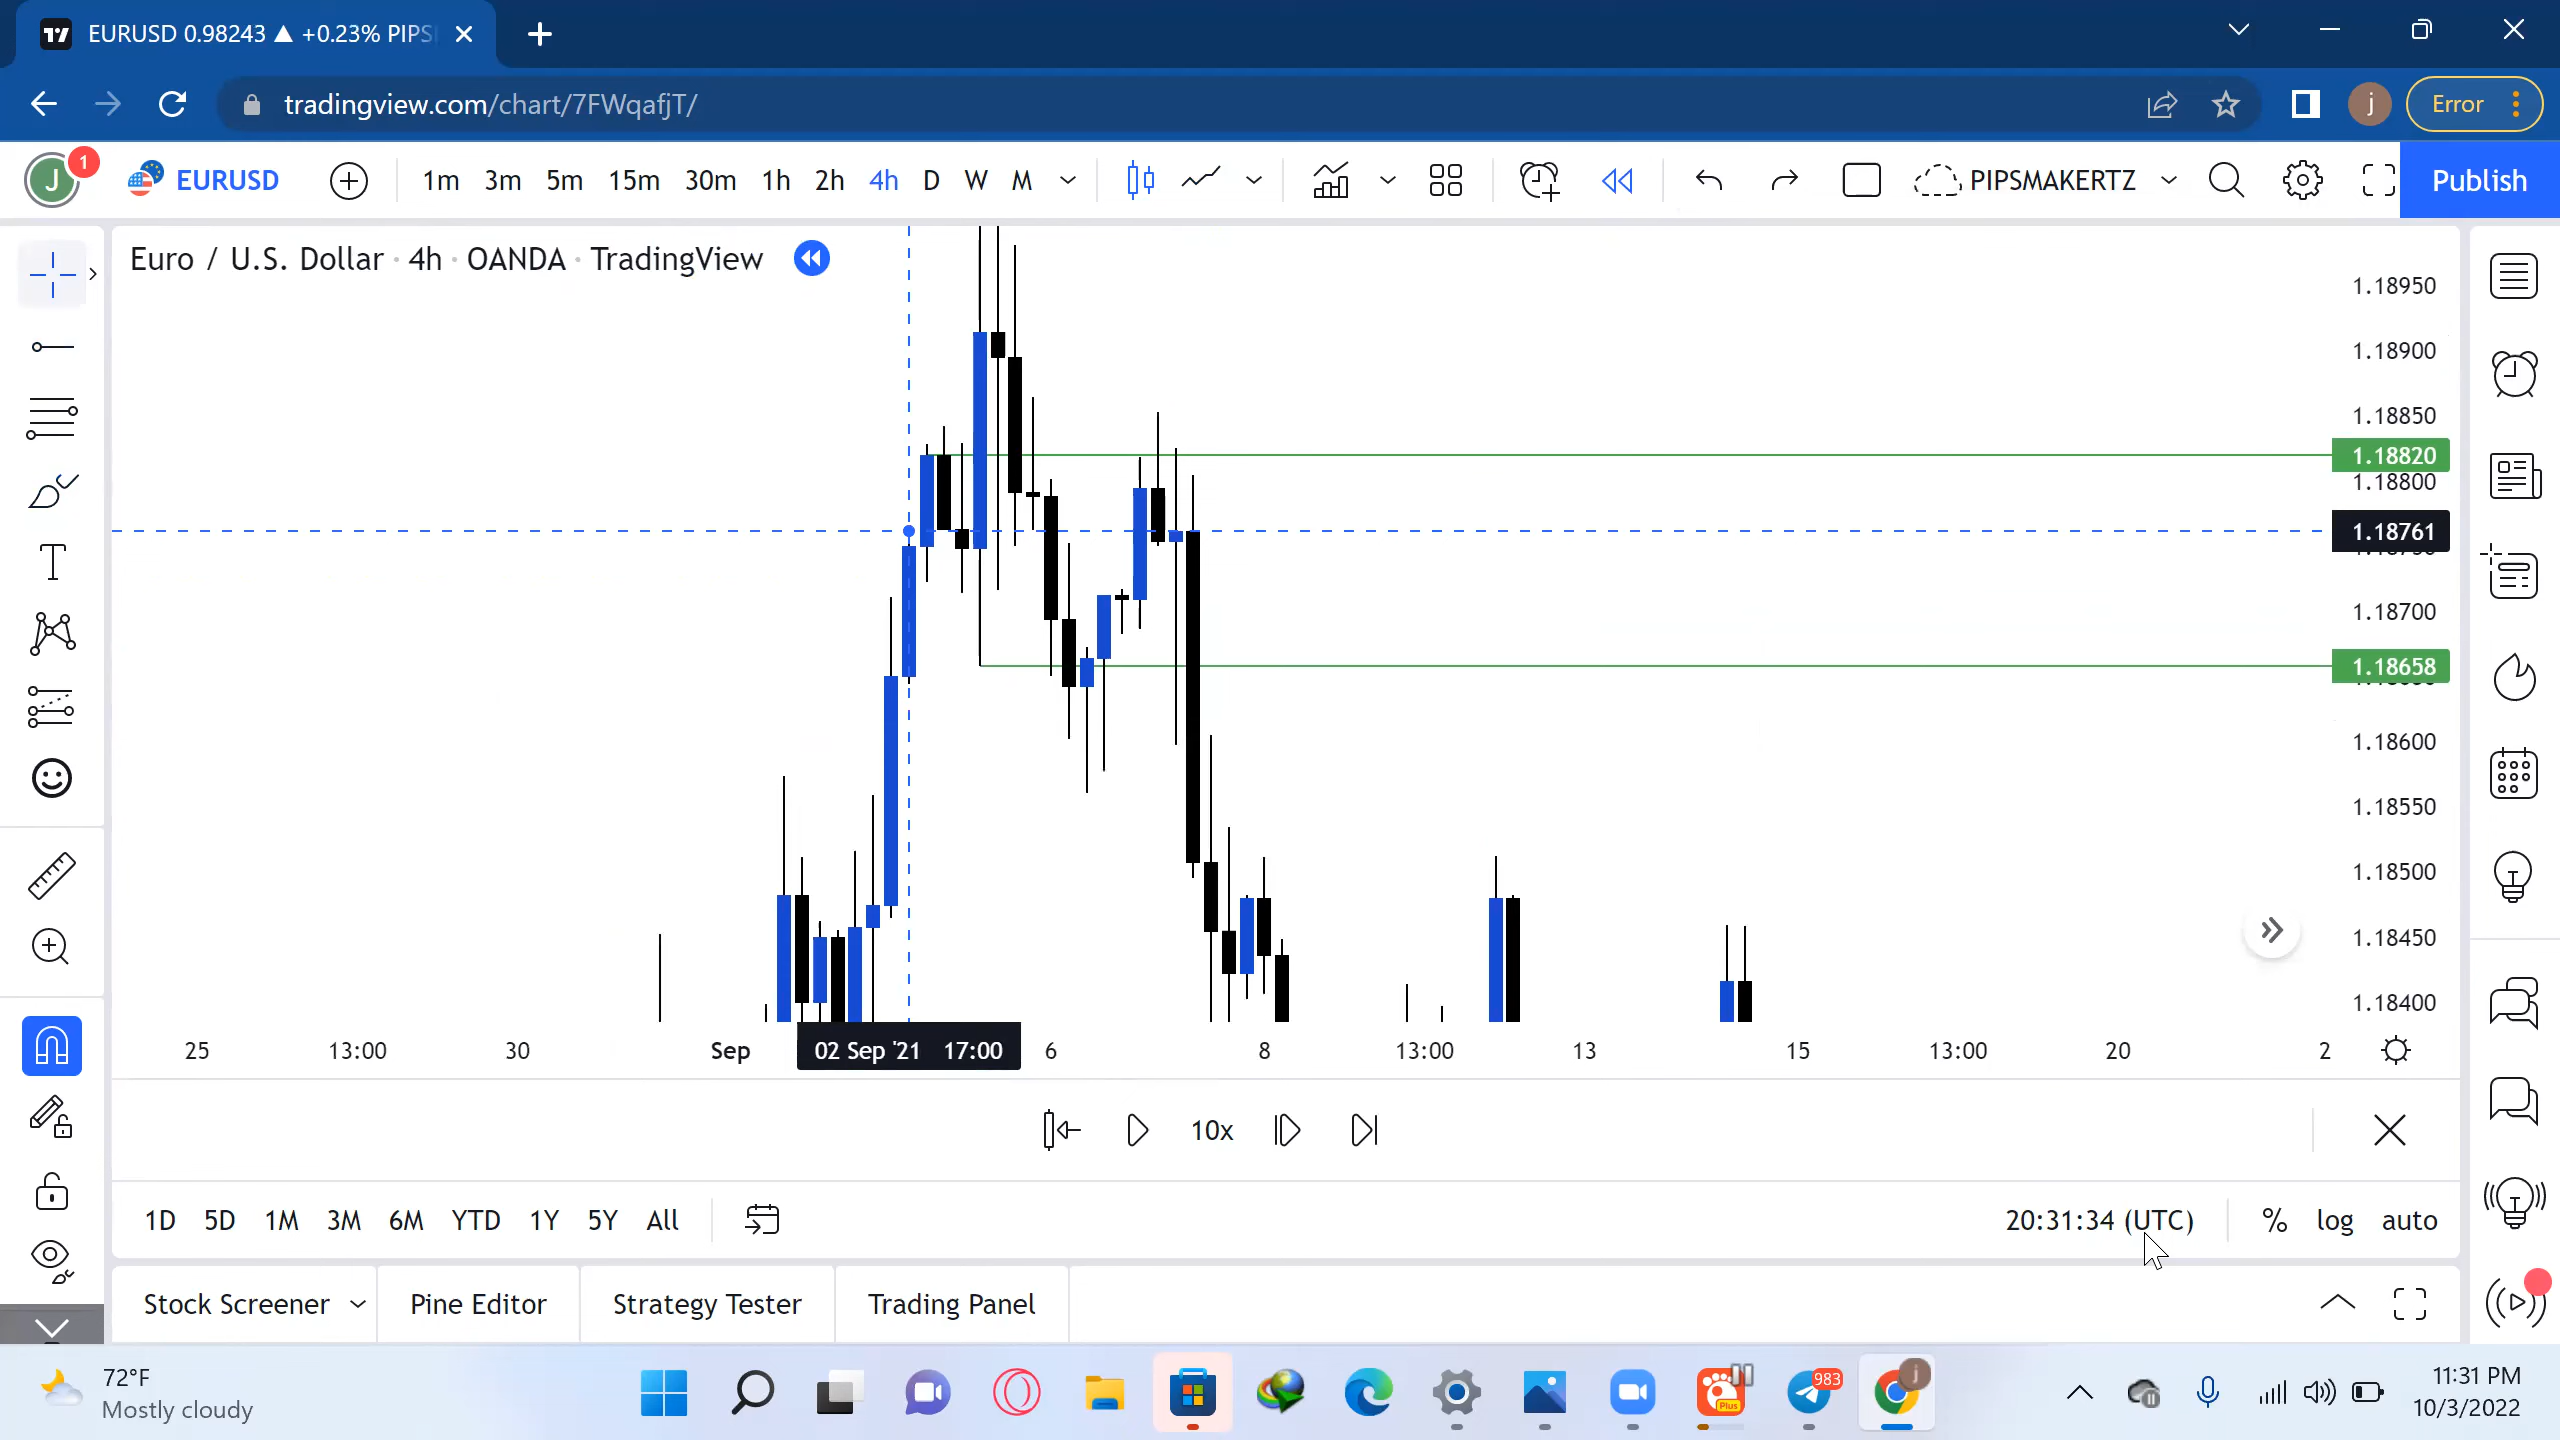 EURUSD 0.98243 ▲ +0.23% PIPS
tradingview.com/chart/7FWqafjT/
j
Error
J
1
EURUSD
1m 3m 5m 15m 30m 1h 2h 4h D W M
PIPSMAKERTZ
Publish
Euro / U.S. Dollar · 4h · OANDA · TradingView
1.18950
1.18900
1.18850
1.18820
1.18800
1.18761
1.18700
1.18658
1.18600
1.18550
1.18500
1.18450
1.18400
25 13:00 30 Sep 02 Sep '21 17:00 6 8 13:00 13 15 13:00 20 2
10x
1D 5D 1M 3M 6M YTD 1Y 5Y All
20:31:34 (UTC) % log auto
Stock Screener Pine Editor Strategy Tester Trading Panel
72°F
Mostly cloudy
Plus
983
j
11:31 PM
10/3/2022